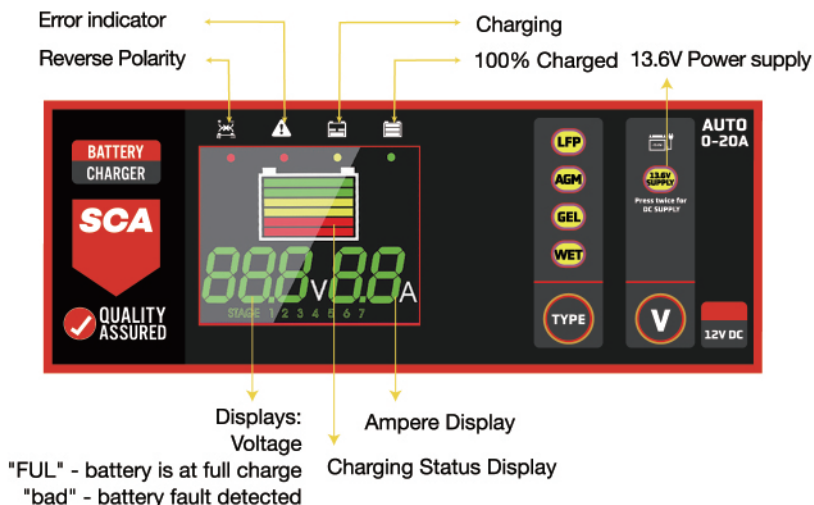 Error indicator
Charging
Reverse Polarity
100% Charged
13.6V Power supply
BATTERY
CHARGER
SCA
QUALITY
ASSURED
88.8 V 8.8 A
STAGE 1 2 3 4 5 6 7
LFP
AGM
GEL
WET
TYPE
13.6V
SUPPLY
Press twice for
DC SUPPLY
V
AUTO
0-20A
12V DC
Displays:
Voltage
"FUL" - battery is at full charge
"bad" - battery fault detected
Ampere Display
Charging Status Display